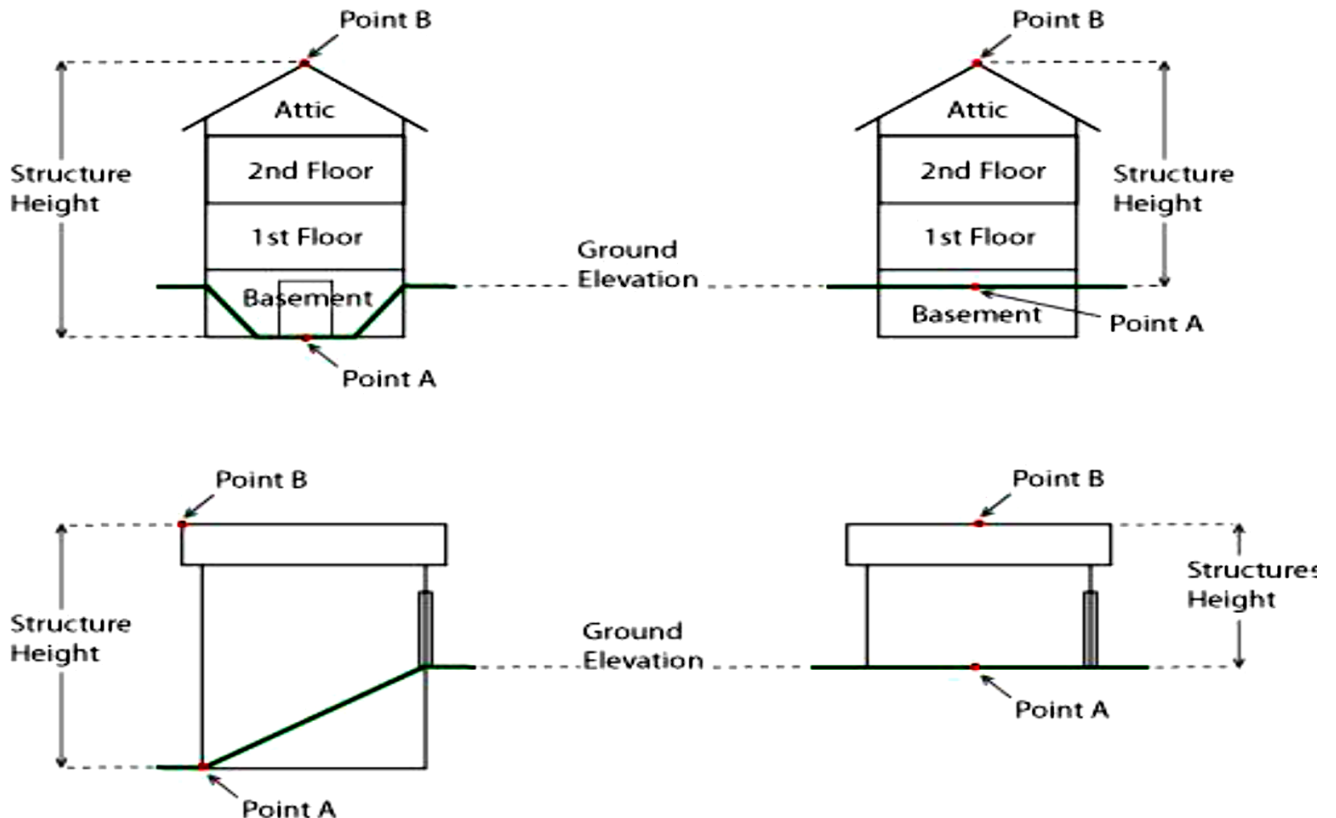 Point B
Attic
2nd Floor
1st Floor
Basement
Structure
Height
Point A
Ground
Elevation
Point B
Attic
2nd Floor
1st Floor
Basement
Structure
Height
Point A
Point B
Structure
Height
Point A
Ground
Elevation
Point B
Structures
Height
Point A